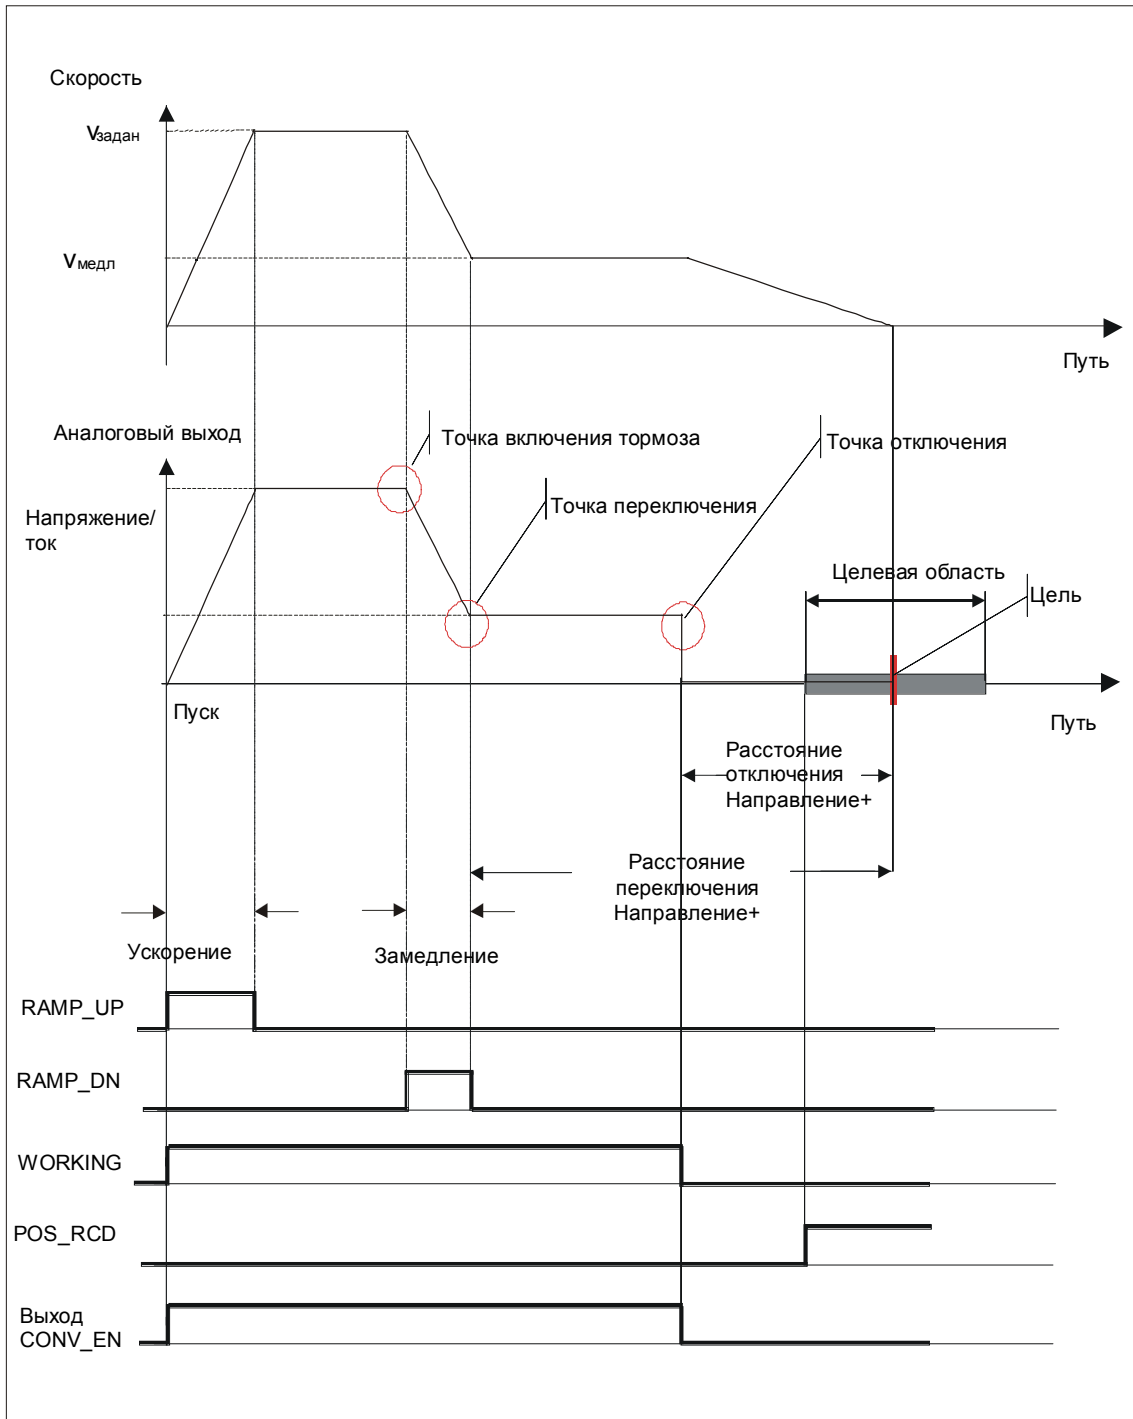 Скорость
Vзадан
Vмедл
Путь
Аналоговый выход
Точка включения тормоза
Точка отключения
Напряжение/
ток
Точка переключения
Целевая область
Цель
Пуск
Путь
Расстояние
отключения
Направление+
Расстояние
переключения
Направление+
Ускорение
Замедление
RAMP_UP
RAMP_DN
WORKING
POS_RCD
Выход
CONV_EN